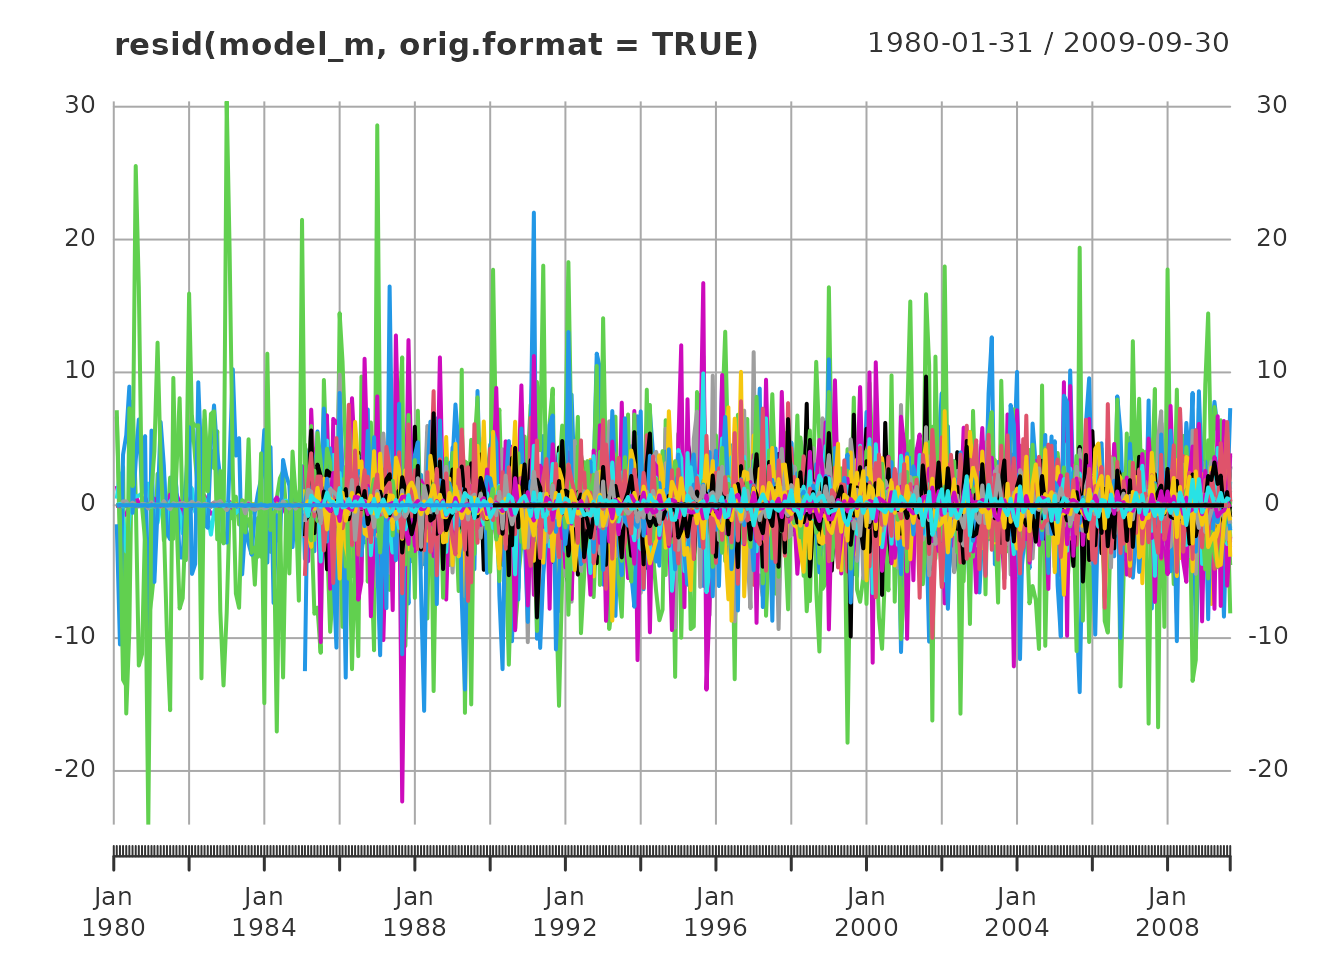 resid(model_m, orig.format = TRUE) 1980-01-31 / 2009-09-30
30 30
20 20
10 10
0 0
-10 -10
-20 -20
Jan Jan Jan Jan Jan Jan Jan Jan
1980 1984 1988 1992 1996 2000 2004 2008